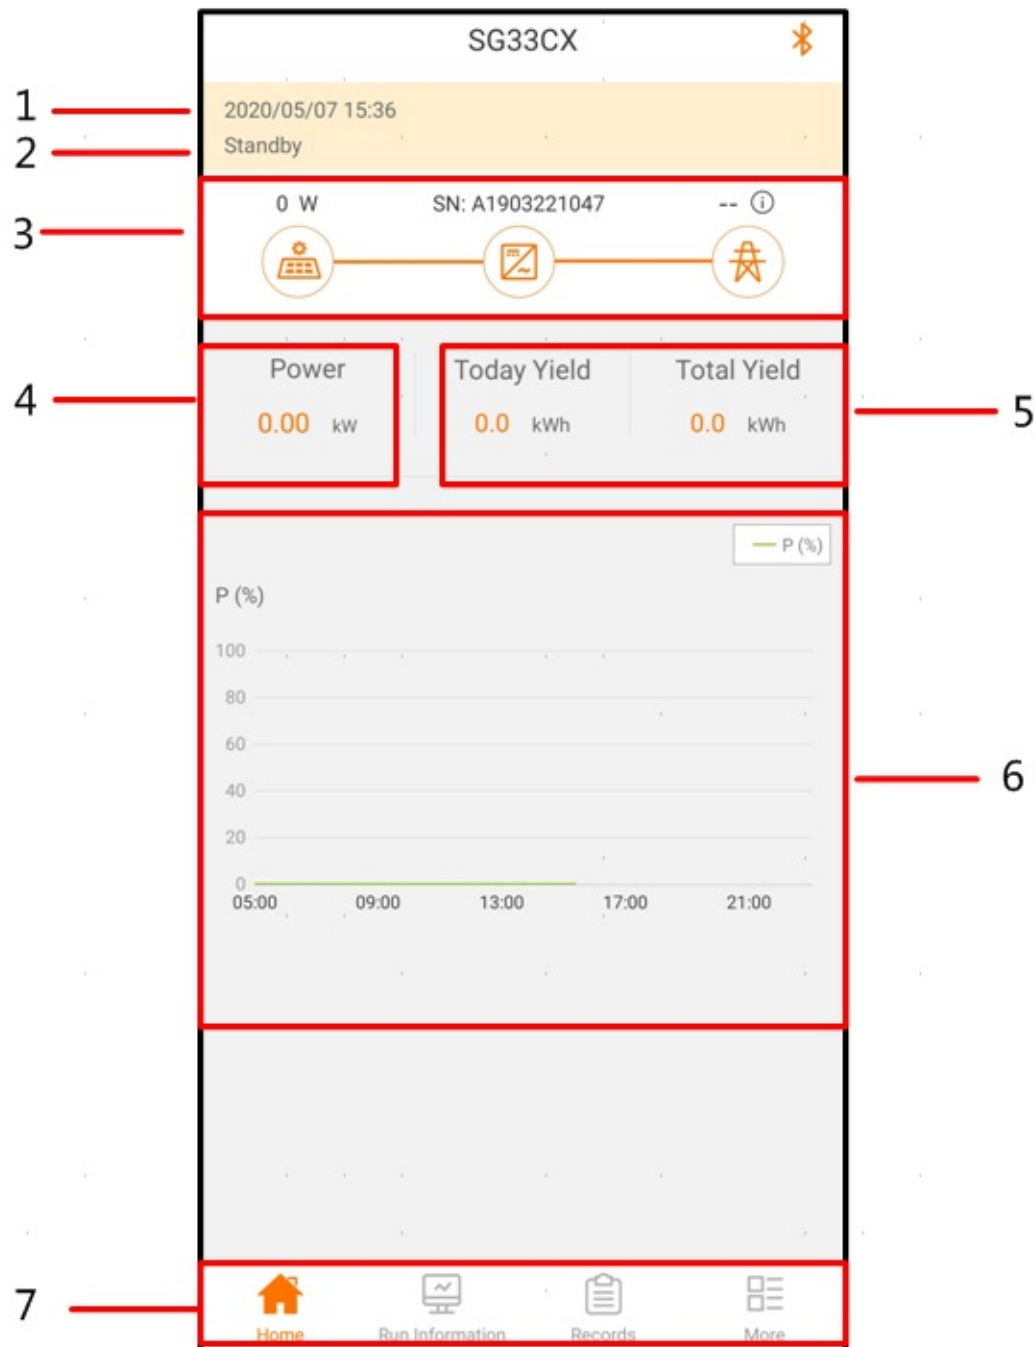 SG33CX
1
2020/05/07 15:36
2
Standby
3
0 W
SN: A1903221047
--
4
Power
Today Yield
Total Yield
0.00 kW
0.0 kWh
0.0 kWh
5
P (%)
P (%)
100
80
60
40
20
0
05:00 09:00 13:00 17:00 21:00
6
7
Home Run Information Records More